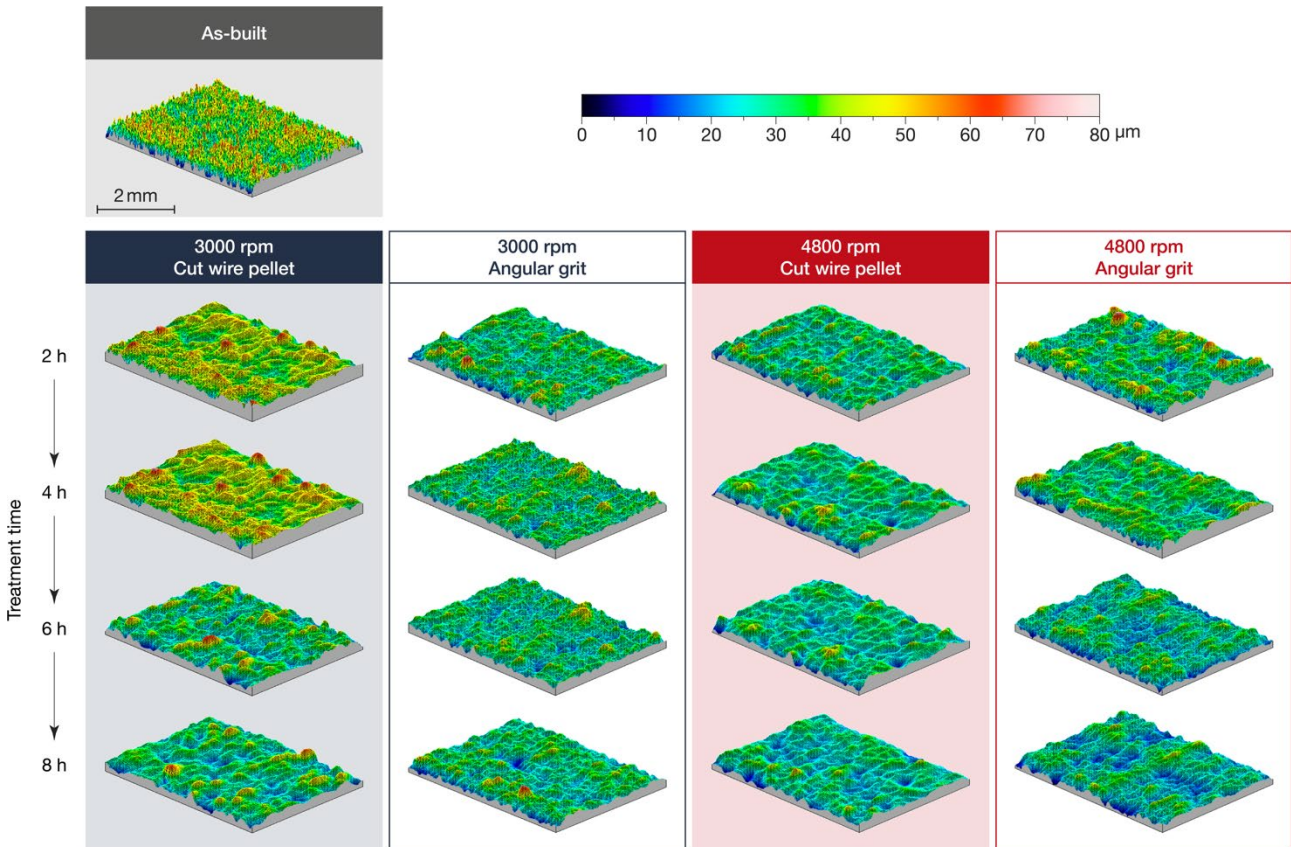 As-built
2 mm
0 10 20 30 40 50 60 70 80 µm
3000 rpm
Cut wire pellet
3000 rpm
Angular grit
4800 rpm
Cut wire pellet
4800 rpm
Angular grit
Treatment time
2 h
4 h
6 h
8 h